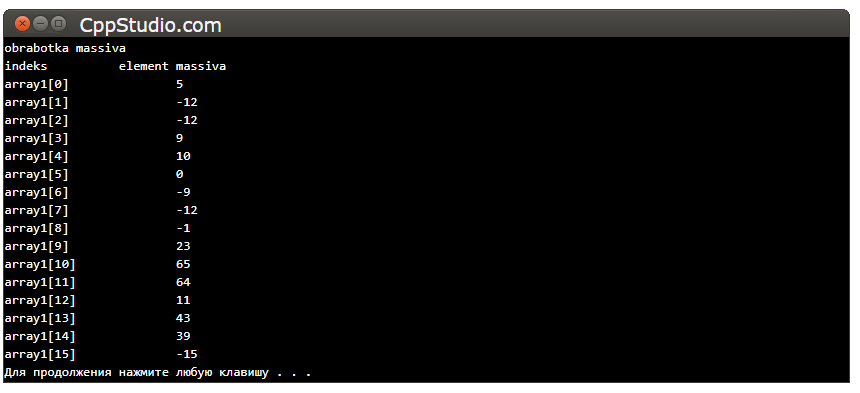 CppStudio.com
obrabotka massiva
indeks element massiva
array1[0] 5
array1[1] -12
array1[2] -12
array1[3] 9
array1[4] 10
array1[5] 0
array1[6] -9
array1[7] -12
array1[8] -1
array1[9] 23
array1[10] 65
array1[11] 64
array1[12] 11
array1[13] 43
array1[14] 39
array1[15] -15
Для продолжения нажмите любую клавишу . . .